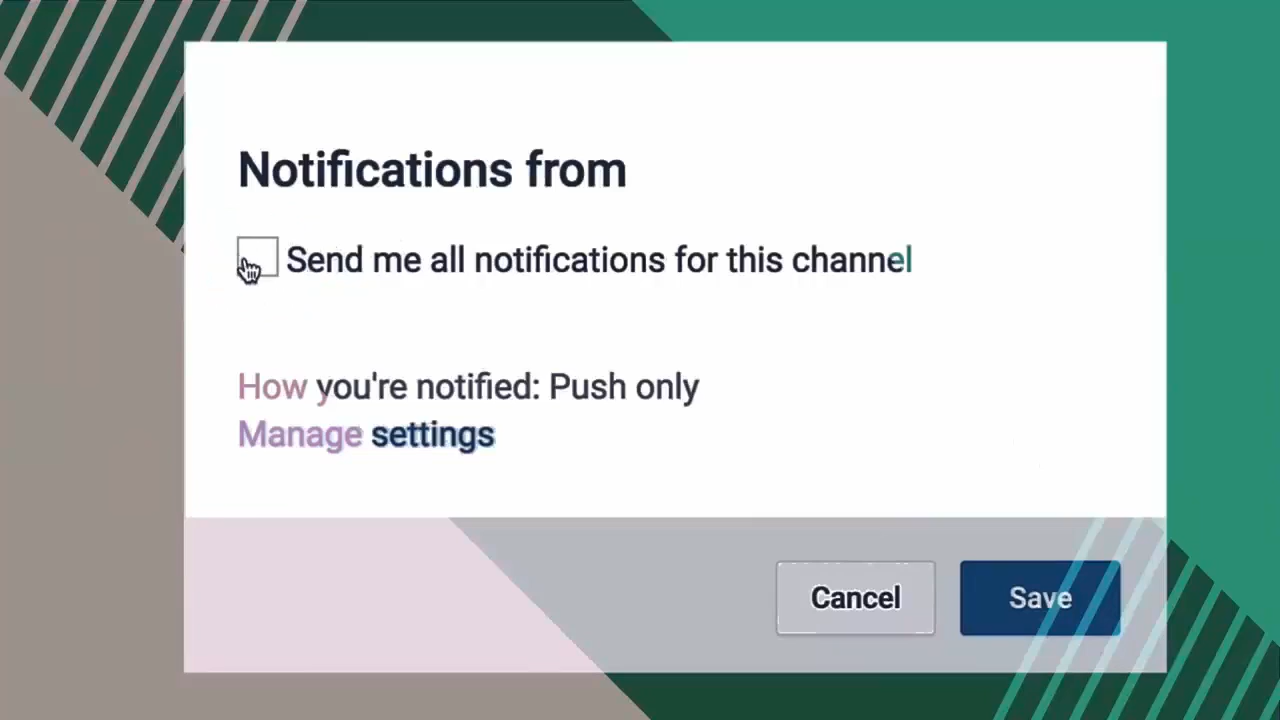 Notifications from
Send me all notifications for this channel
How you're notified: Push only
Manage settings
Cancel
Save